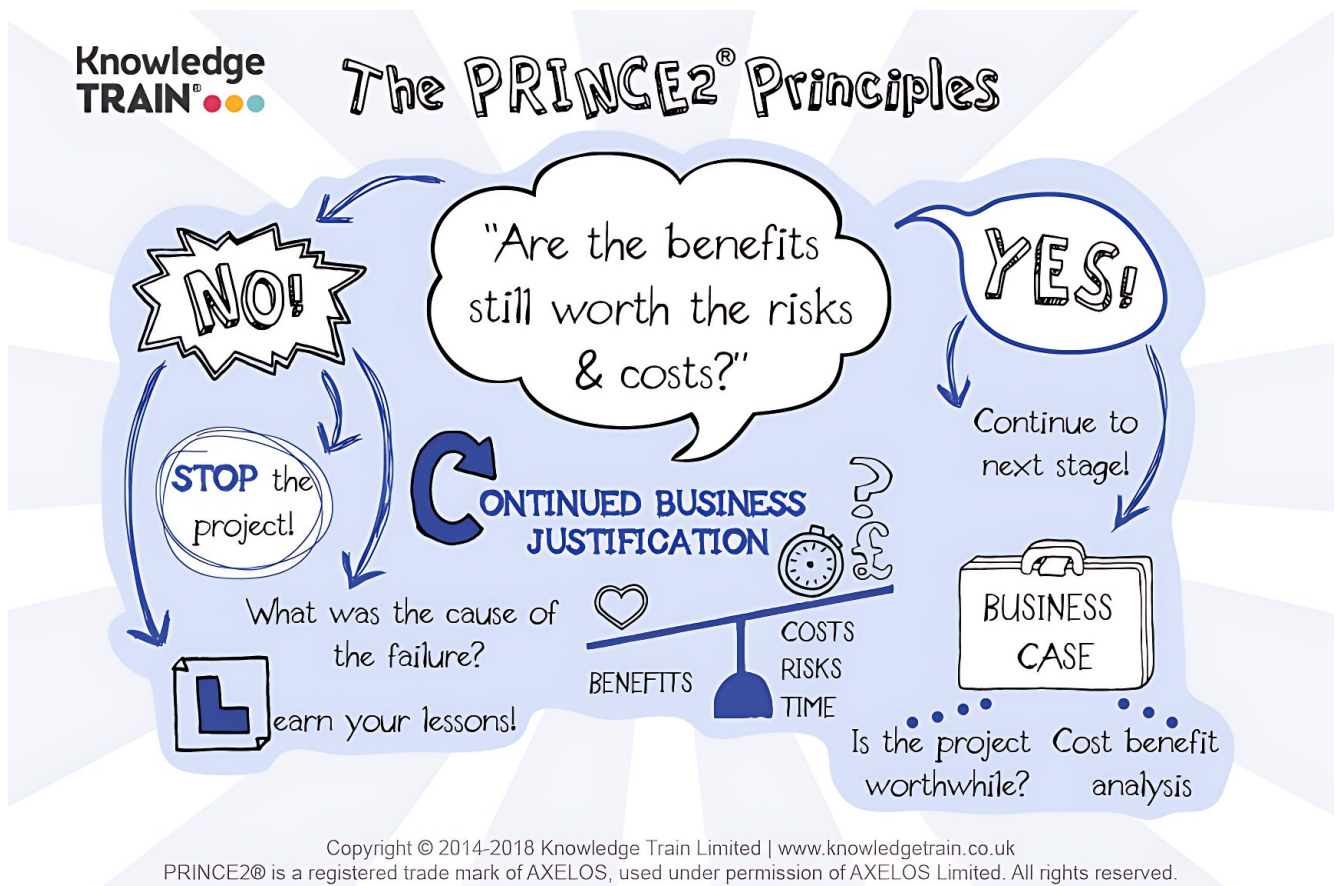 Knowledge
TRAIN®
The PRINCE2® Principles
"Are the benefits
still worth the risks
& costs?"
NO!
STOP the
project!
What was the cause of
the failure?
Learn your lessons!
CONTINUED BUSINESS
JUSTIFICATION
?
£
BENEFITS
COSTS
RISKS
TIME
YES!
Continue to
next stage!
BUSINESS
CASE
Is the project
worthwhile?
Cost benefit
analysis
Copyright © 2014-2018 Knowledge Train Limited | www.knowledgetrain.co.uk
PRINCE2® is a registered trade mark of AXELOS, used under permission of AXELOS Limited. All rights reserved.